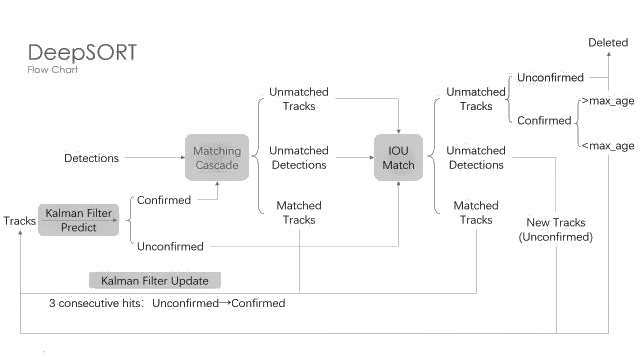 DeepSORT
Flow Chart
Deleted
Unmatched
Tracks
Unmatched
Tracks
Unconfirmed
>max_age
Confirmed
Detections
Matching
Cascade
Unmatched
Detections
IOU
Match
Unmatched
Detections
<max_age
Tracks
Kalman Filter
Predict
Confirmed
Unconfirmed
Matched
Tracks
Matched
Tracks
New Tracks
(Unconfirmed)
Kalman Filter Update
3 consecutive hits: Unconfirmed→Confirmed